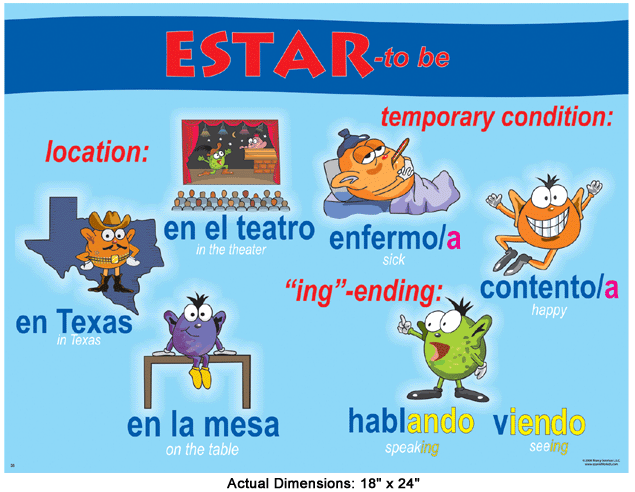 ESTAR-to be
temporary condition:
location:
en el teatro
in the theater
enfermo/a
sick
contento/a
happy
en Texas
in Texas
"ing"-ending:
en la mesa
on the table
hablando viendo
speaking seeing
Actual Dimensions: 18" x 24"